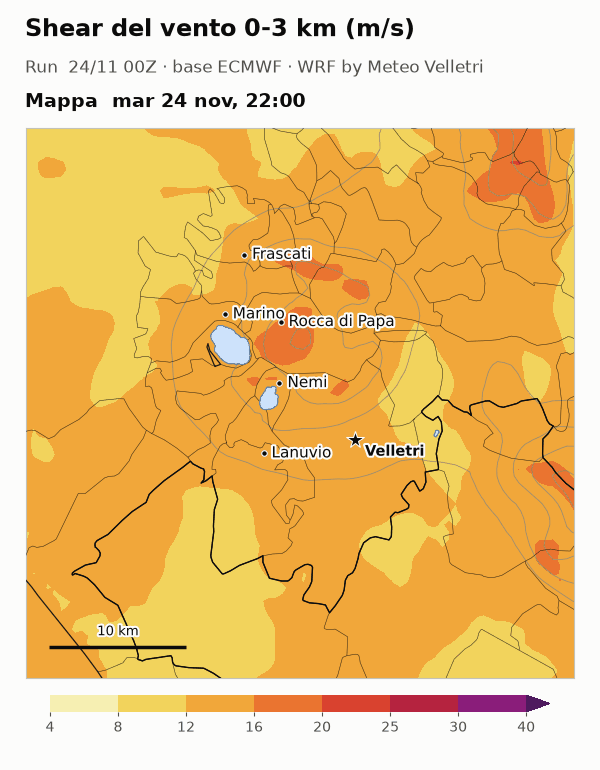 Shear del vento 0-3 km (m/s)
Run  24/11 00Z · base ECMWF · WRF by Meteo Velletri
Mappa  mar 24 nov, 22:00
Frascati
Marino
Rocca di Papa
Nemi
Velletri
Lanuvio
10 km
4 8 12 16 20 25 30 40